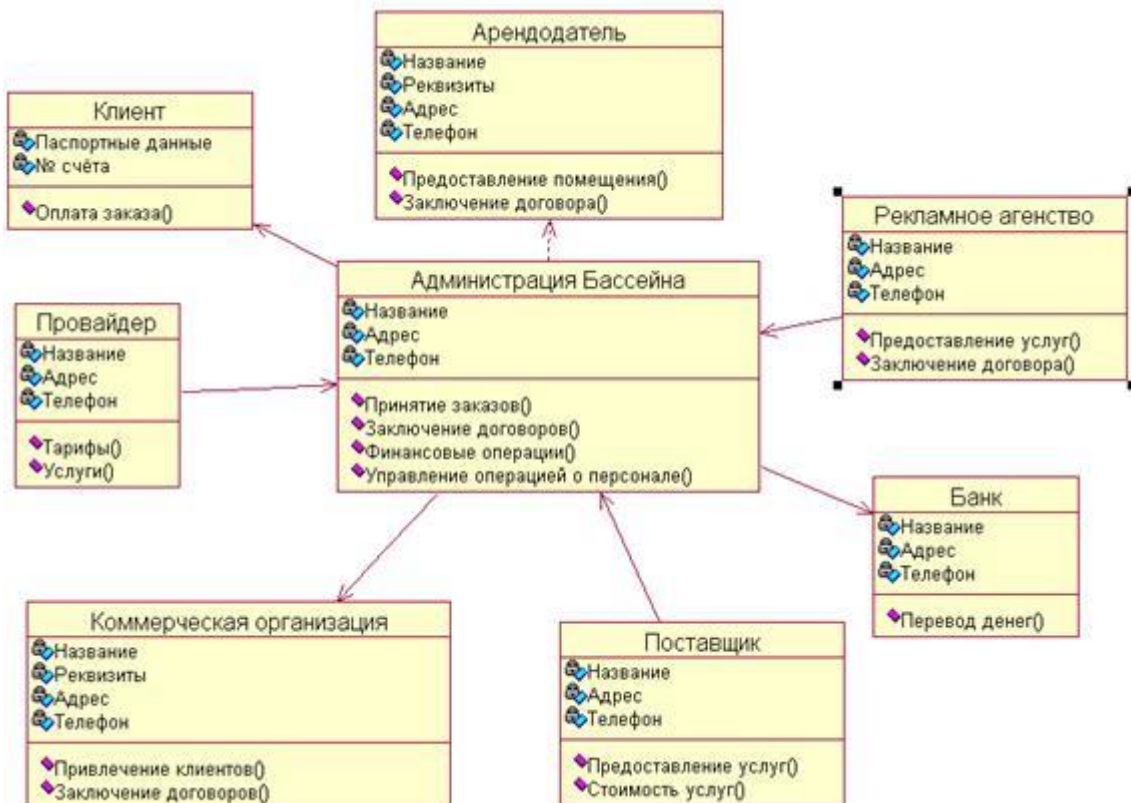 Арендодатель
Название
Реквизиты
Адрес
Телефон
Предоставление помещения()
Заключение договора()
Клиент
Паспортные данные
№ счёта
Оплата заказа()
Рекламное агенство
Название
Адрес
Телефон
Предоставление услуг()
Заключение договора()
Администрация Бассейна
Название
Адрес
Телефон
Принятие заказов()
Заключение договоров()
Финансовые операции()
Управление операцией о персонале()
Провайдер
Название
Адрес
Телефон
Тарифы()
Услуги()
Банк
Название
Адрес
Телефон
Перевод денег()
Коммерческая организация
Название
Реквизиты
Адрес
Телефон
Привлечение клиентов()
Заключение договоров()
Поставщик
Название
Адрес
Телефон
Предоставление услуг()
Стоимость услуг()